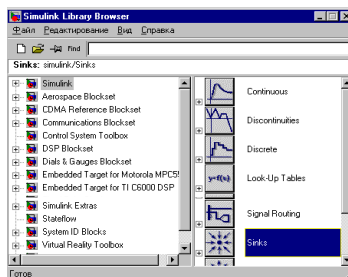 Simulink Library Browser
Файл Редактирование Вид Справка
Find
Sinks: simulink/Sinks
Simulink
Aerospace Blockset
CDMA Reference Blockset
Communications Blockset
Control System Toolbox
DSP Blockset
Dials & Gauges Blockset
Embedded Target for Motorola MPC5
Embedded Target for TI C6000 DSP
Simulink Extras
Stateflow
System ID Blocks
Virtual Reality Toolbox
Continuous
Discontinuities
Discrete
y=f(u)
Look-Up Tables
Signal Routing
Sinks
Готов